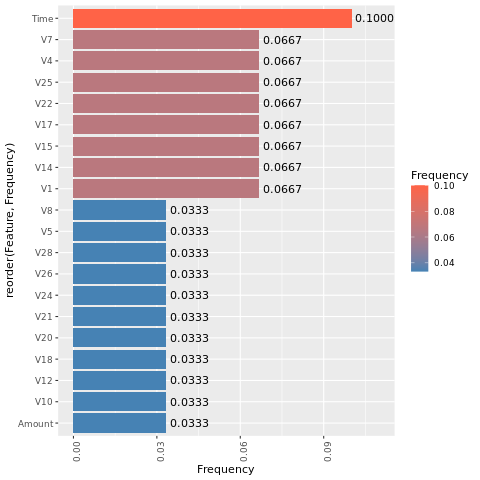 Time 0.1000
V7 0.0667
V4 0.0667
V25 0.0667
V22 0.0667
V17 0.0667
V15 0.0667
V14 0.0667
V1 0.0667
V8 0.0333
V5 0.0333
V28 0.0333
V26 0.0333
V24 0.0333
V21 0.0333
V20 0.0333
V18 0.0333
V12 0.0333
V10 0.0333
Amount 0.0333
reorder(Feature, Frequency)
0.00 0.03 0.06 0.09
Frequency
Frequency
0.10
0.08
0.06
0.04